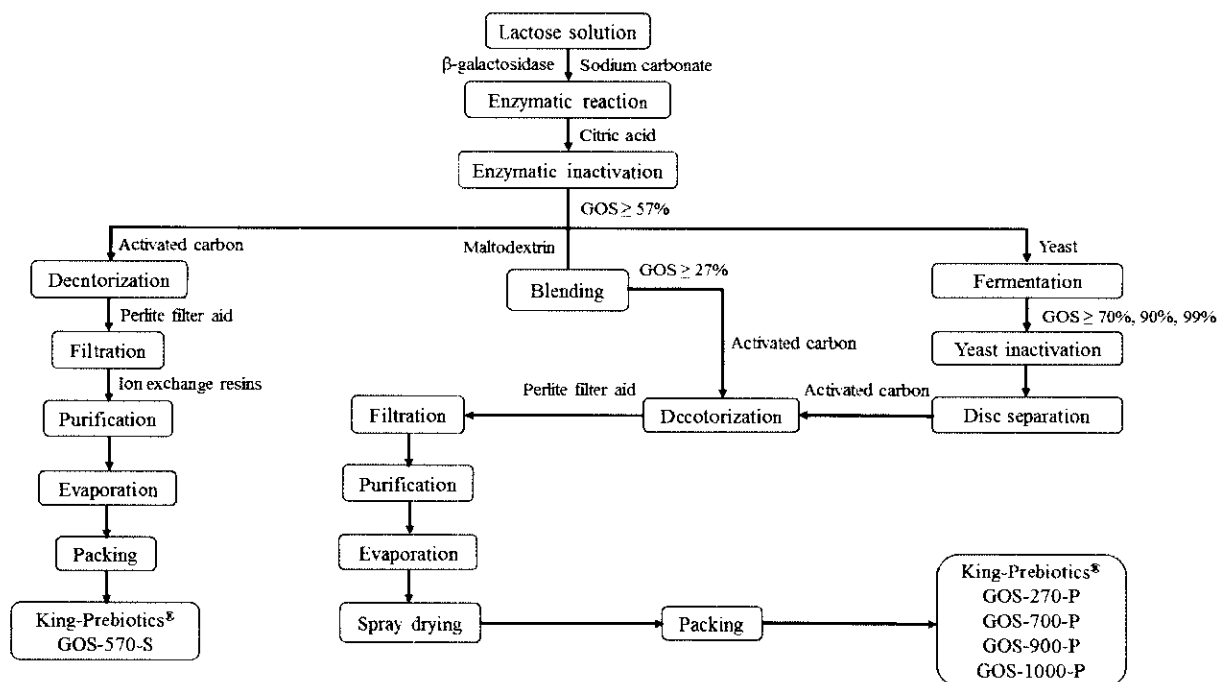 Lactose solution
β-galactosidase
Sodium carbonate
Enzymatic reaction
Citric acid
Enzymatic inactivation
GOS ≥ 57%
Activated carbon
Maltodextrin
Yeast
Decntorization
GOS ≥ 27%
Blending
Fermentation
Perlite filter aid
GOS ≥ 70%, 90%, 99%
Filtration
Activated carbon
Yeast inactivation
Ion exchange resins
Perlite filter aid
Activated carbon
Purification
Filtration
Dccotorization
Disc separation
Evaporation
Purification
Packing
Evaporation
King-Prebiotics®
GOS-570-S
Spray drying
Packing
King-Prebiotics®
GOS-270-P
GOS-700-P
GOS-900-P
GOS-1000-P